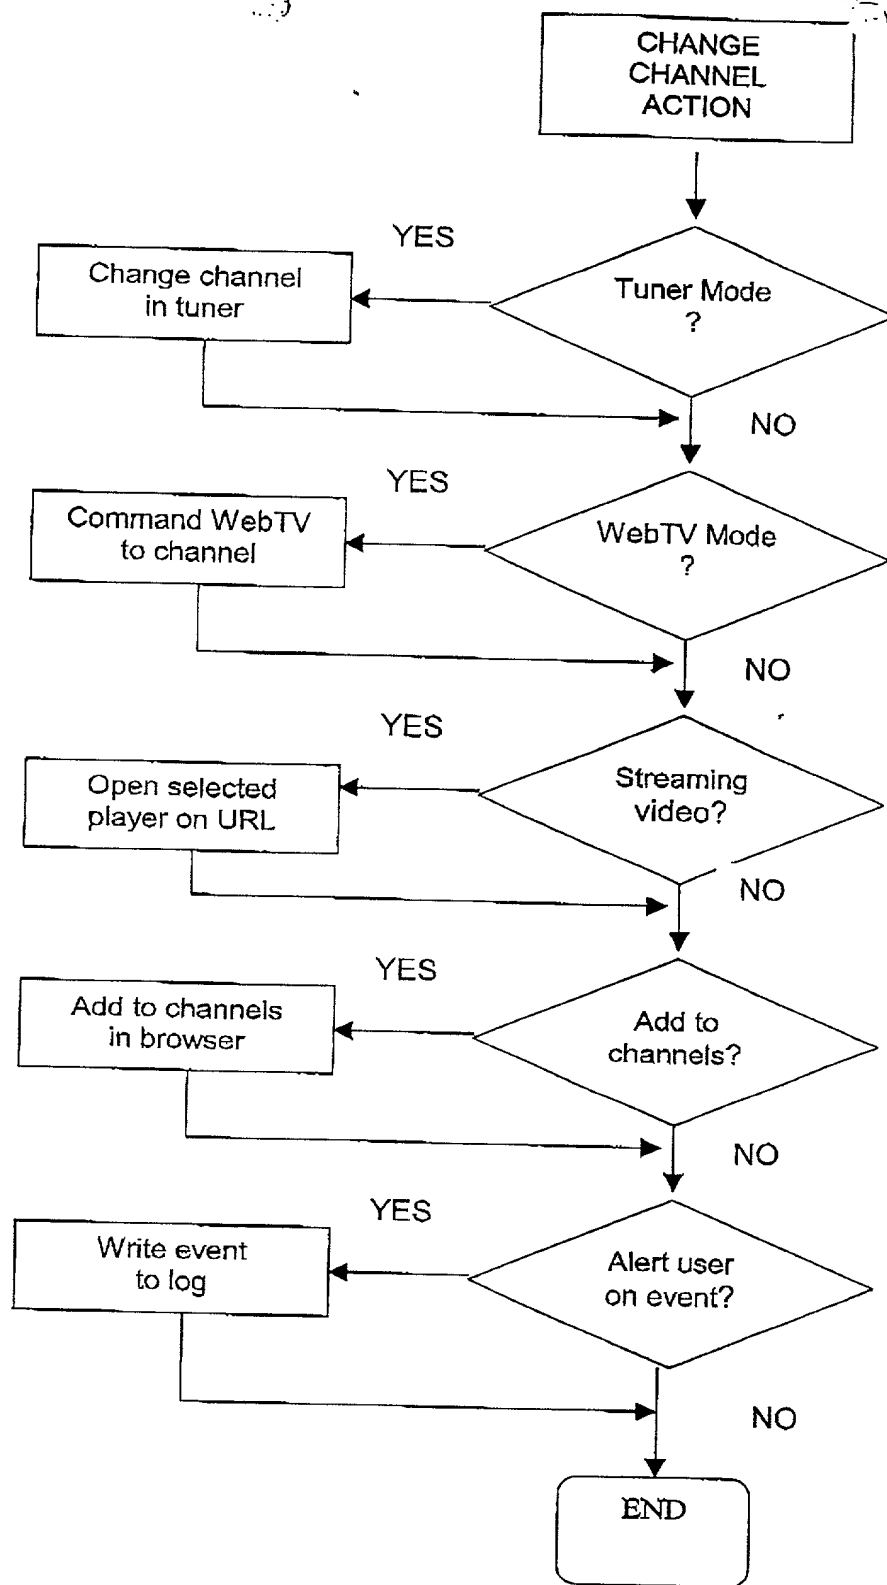 CHANGE
CHANNEL
ACTION
YES
Change channel
in tuner
Tuner Mode
?
NO
YES
Command WebTV
to channel
WebTV Mode
?
NO
YES
Open selected
player on URL
Streaming
video?
NO
YES
Add to channels
in browser
Add to
channels?
NO
YES
Write event
to log
Alert user
on event?
NO
END